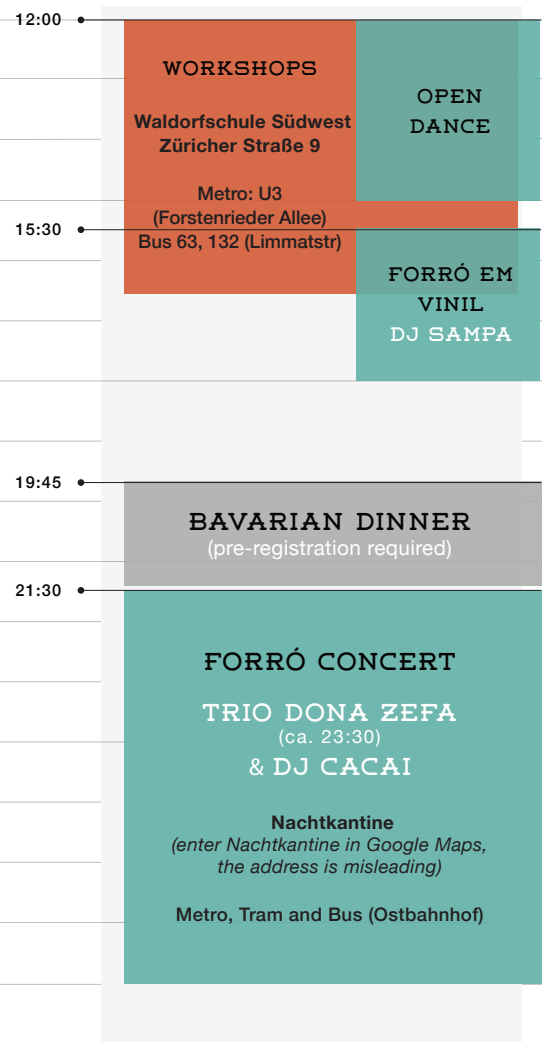 12:00
WORKSHOPS
Waldorfschule Südwest
Züricher Straße 9
Metro: U3
(Forstenrieder Allee)
Bus 63, 132 (Limmatstr)
OPEN
DANCE
15:30
FORRÓ EM
VINIL
DJ SAMPA
19:45
BAVARIAN DINNER
(pre-registration required)
21:30
FORRÓ CONCERT
TRIO DONA ZEFA
(ca. 23:30)
& DJ CACAI
Nachtkantine
(enter Nachtkantine in Google Maps,
the address is misleading)
Metro, Tram and Bus (Ostbahnhof)